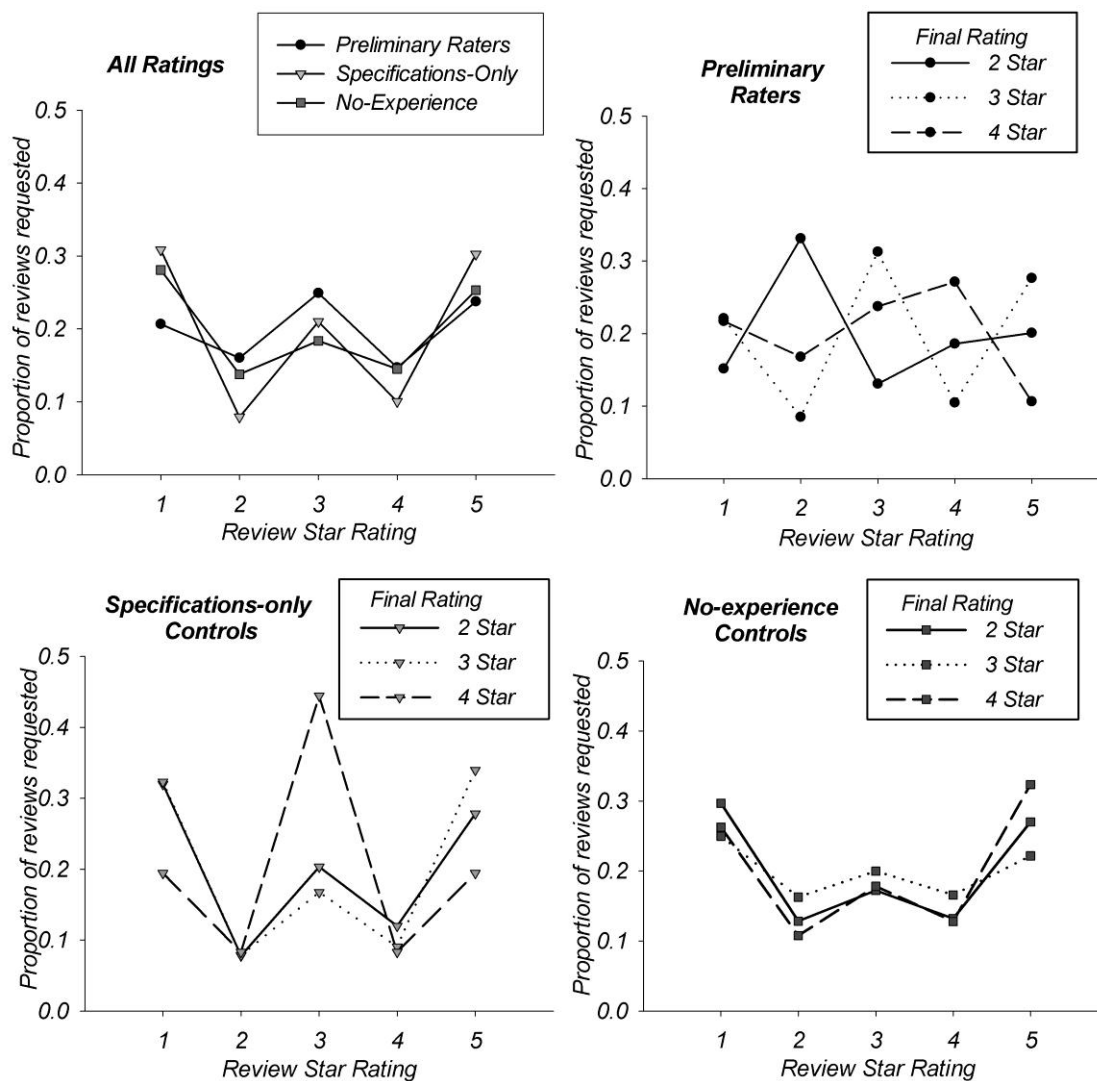 All Ratings
Preliminary Raters
Specifications-Only
No-Experience
Proportion of reviews requested
0.5
0.4
0.3
0.2
0.1
0.0
1 2 3 4 5
Review Star Rating
Preliminary
Raters
Final Rating
2 Star
3 Star
4 Star
Proportion of reviews requested
0.5
0.4
0.3
0.2
0.1
0.0
1 2 3 4 5
Review Star Rating
Specifications-only
Controls
Final Rating
2 Star
3 Star
4 Star
Proportion of reviews requested
0.5
0.4
0.3
0.2
0.1
0.0
1 2 3 4 5
Review Star Rating
No-experience
Controls
Final Rating
2 Star
3 Star
4 Star
Proportion of reviews requested
0.5
0.4
0.3
0.2
0.1
0.0
1 2 3 4 5
Review Star Rating